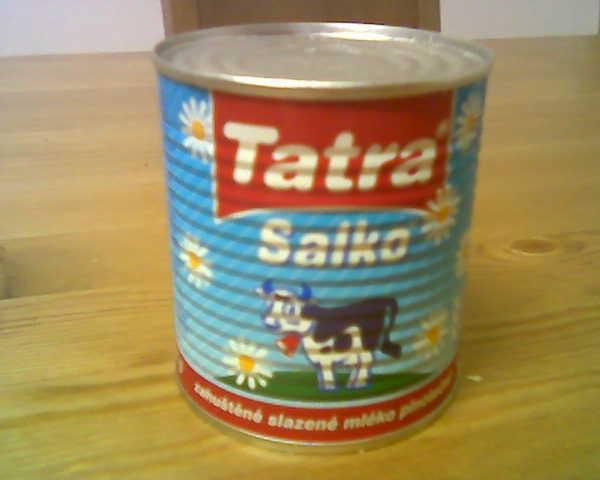 Tatra®
Salko
zahuštěné slazené mléko